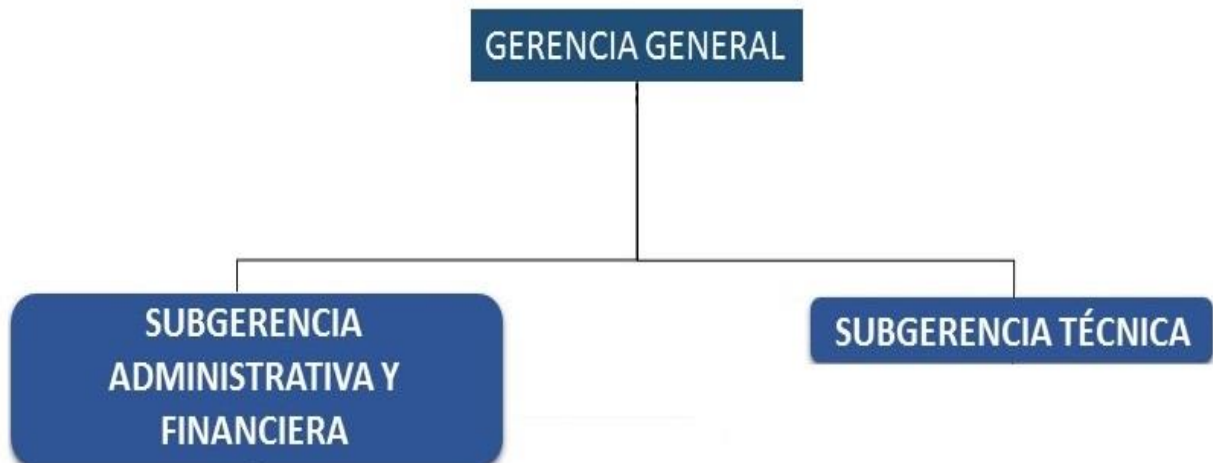 GERENCIA GENERAL
SUBGERENCIA
ADMINISTRATIVA Y
FINANCIERA
SUBGERENCIA TÉCNICA